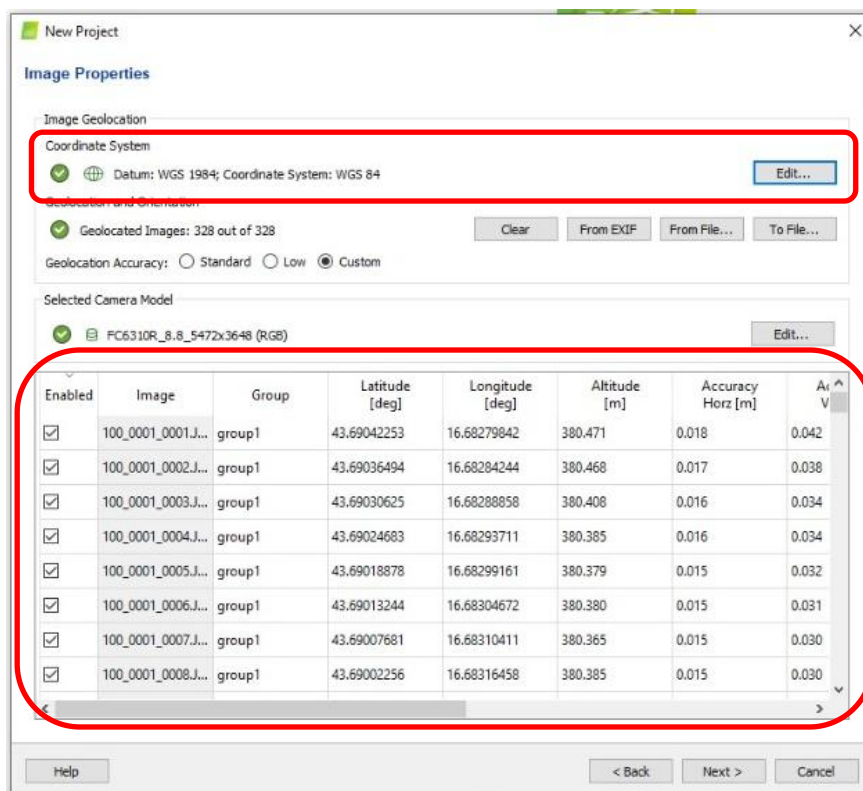 New Project
Image Properties
Image Geolocation
Coordinate System
Datum: WGS 1984; Coordinate System: WGS 84 Edit...
Geolocation and Orientation
Geolocated Images: 328 out of 328 Clear From EXIF From File... To File...
Geolocation Accuracy: Standard Low Custom
Selected Camera Model
FC6310R_8.8_5472x3648 (RGB) Edit...
Enabled Image Group Latitude [deg] Longitude [deg] Altitude [m] Accuracy Horz [m] Ac V
100_0001_0001.J... group1 43.69042253 16.68279842 380.471 0.018 0.042
100_0001_0002.J... group1 43.69036494 16.68284244 380.468 0.017 0.038
100_0001_0003.J... group1 43.69030625 16.68288858 380.408 0.016 0.034
100_0001_0004.J... group1 43.69024683 16.68293711 380.385 0.016 0.034
100_0001_0005.J... group1 43.69018878 16.68299161 380.379 0.015 0.032
100_0001_0006.J... group1 43.69013244 16.68304672 380.380 0.015 0.031
100_0001_0007.J... group1 43.69007681 16.68310411 380.365 0.015 0.030
100_0001_0008.J... group1 43.69002256 16.68316458 380.385 0.015 0.030
Help < Back Next > Cancel